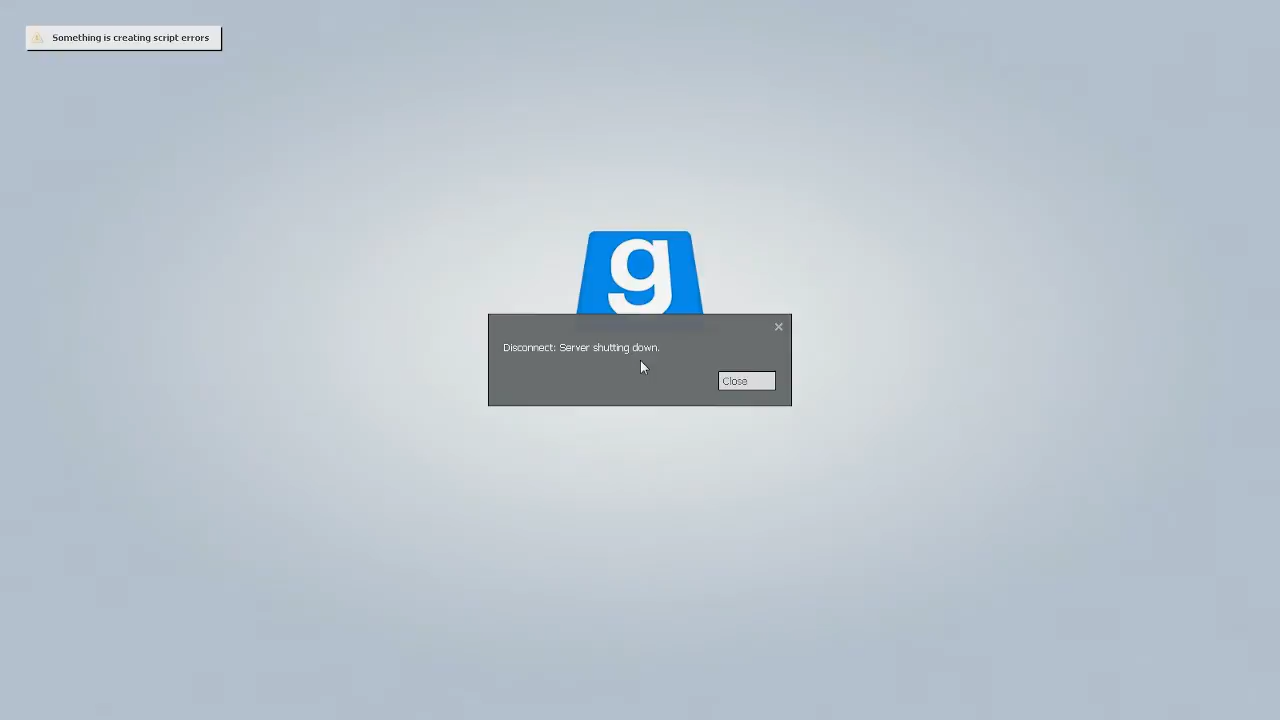 Something is creating script errors
g
Disconnect: Server shutting down.
Close